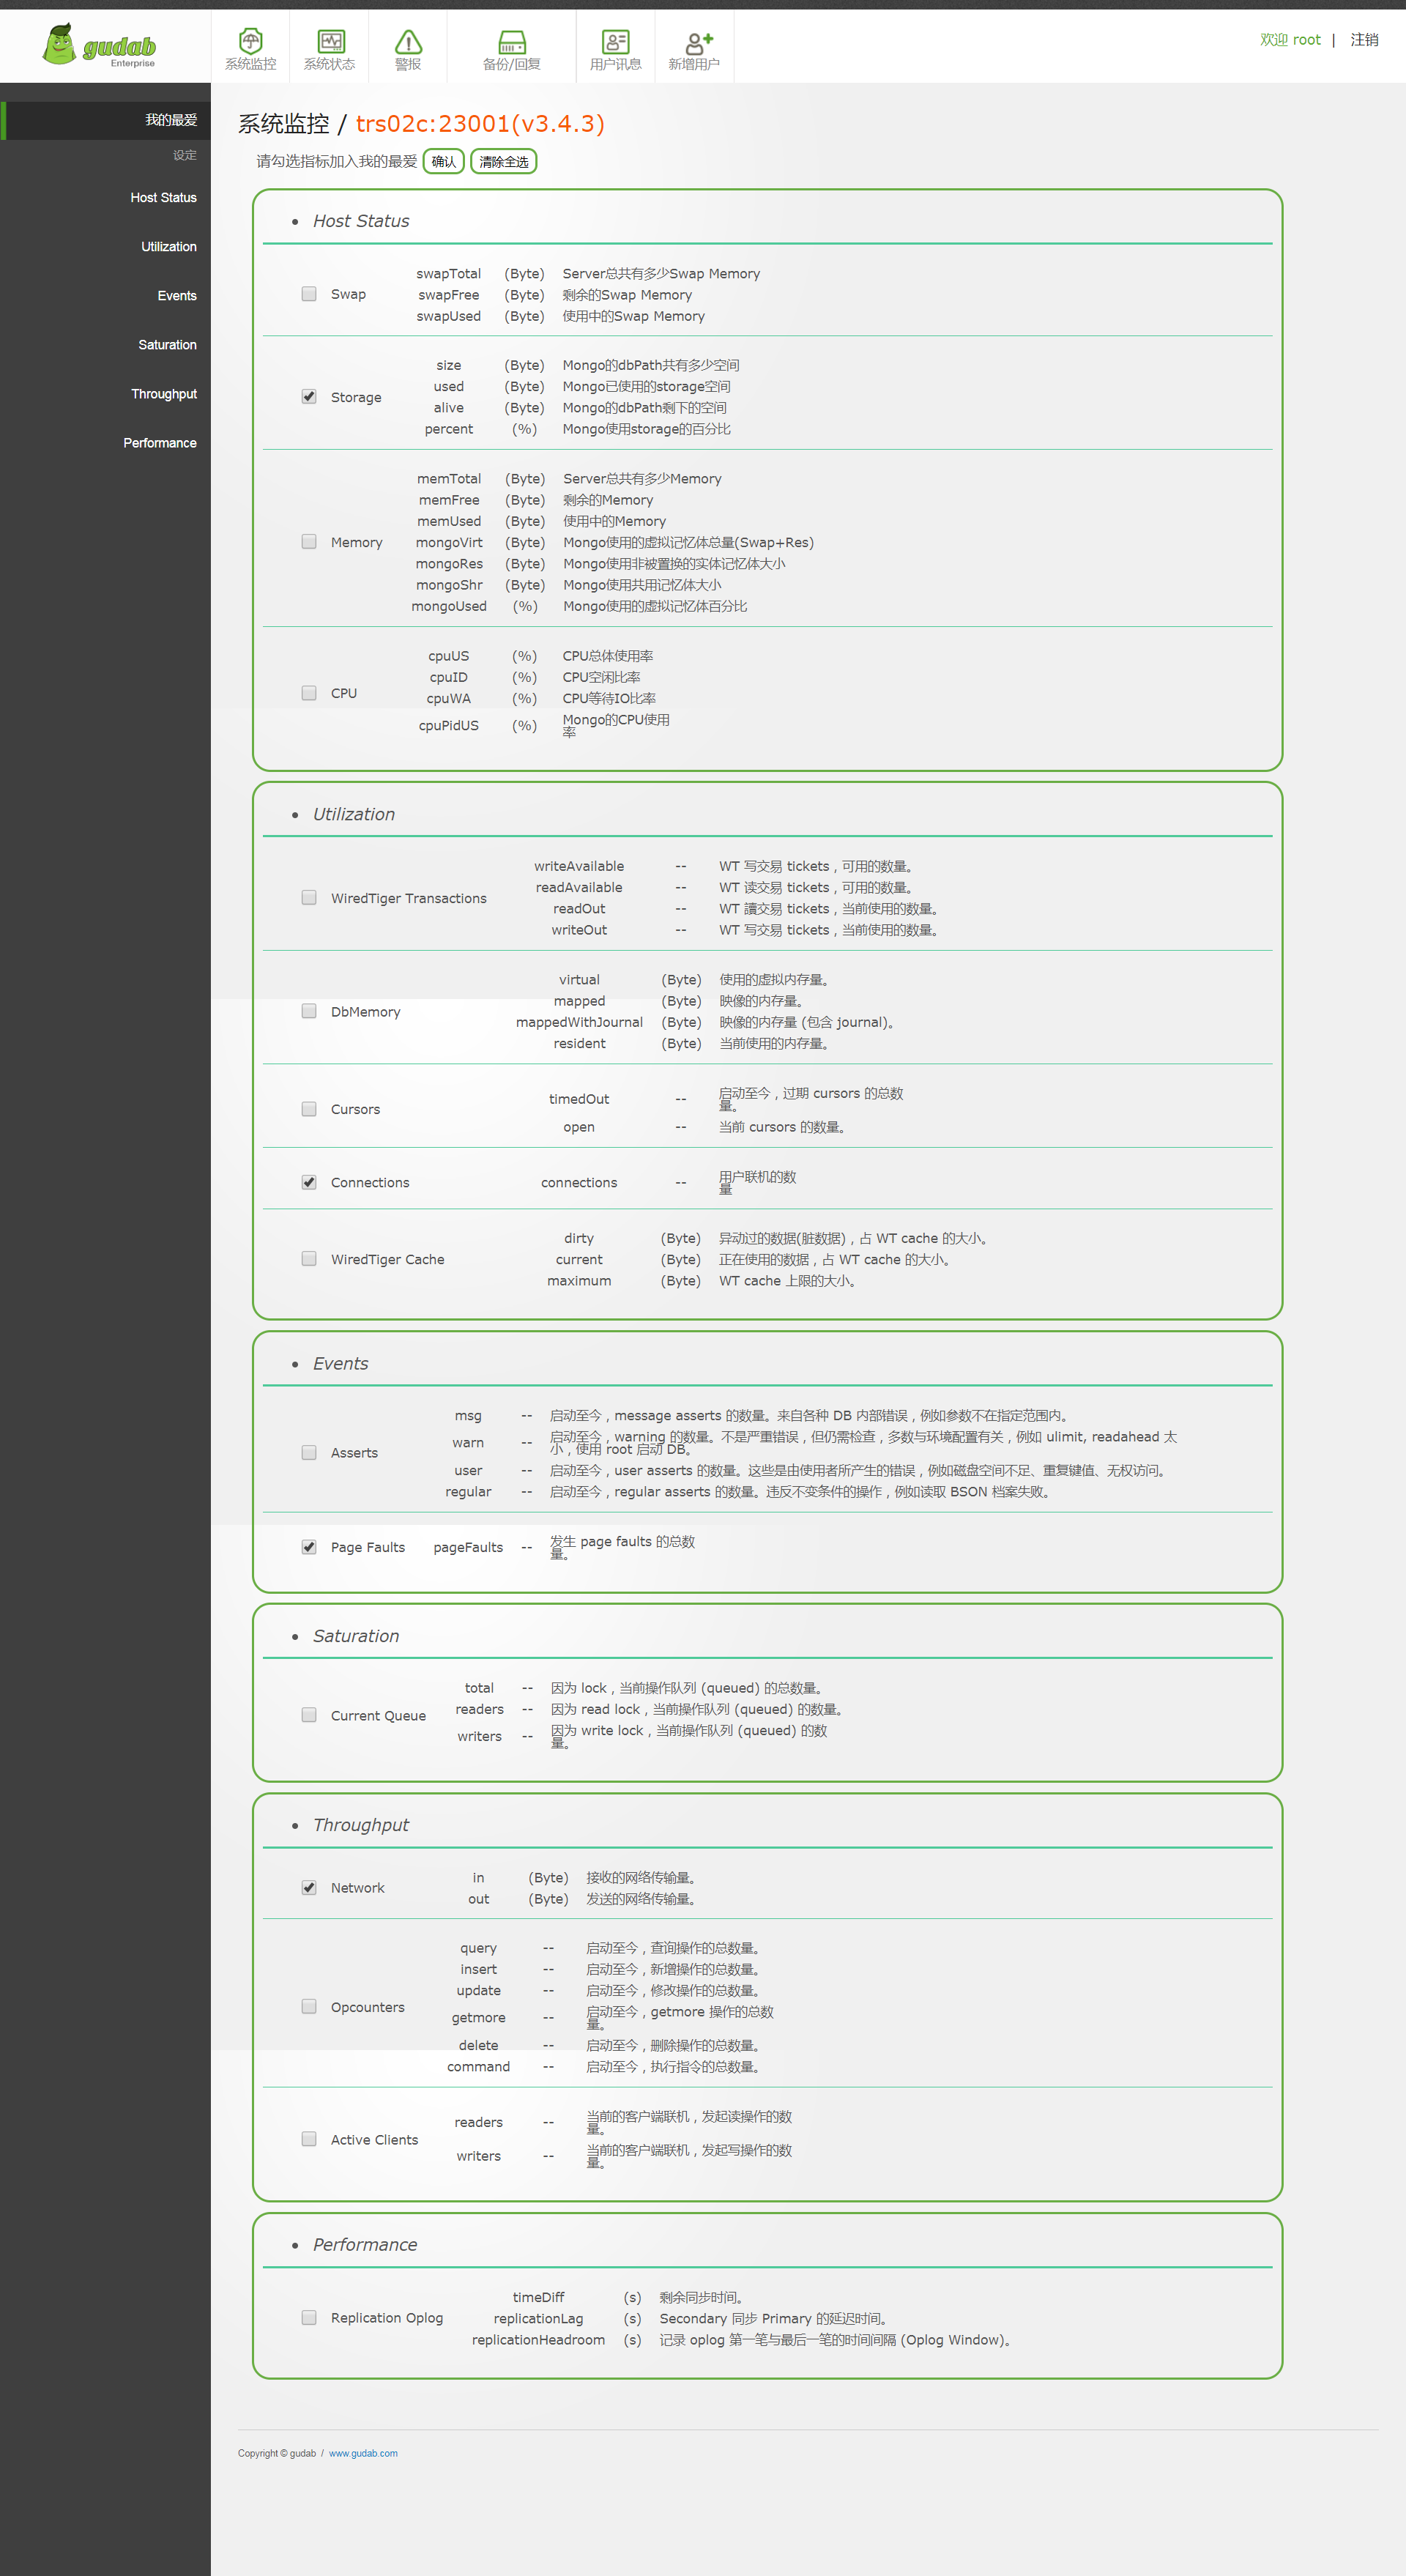 gudab
Enterprise
系统监控
系统状态
警报
备份/回复
用户讯息
新增用户
欢迎 root | 注销
我的最爱
设定
Host Status
Utilization
Events
Saturation
Throughput
Performance
系统监控 / trs02c:23001(v3.4.3)
请勾选指标加入我的最爱 确认 清除全选
• Host Status
Swap
swapTotal (Byte) Server总共有多少Swap Memory
swapFree (Byte) 剩余的Swap Memory
swapUsed (Byte) 使用中的Swap Memory
Storage
size (Byte) Mongo的dbPath共有多少空间
used (Byte) Mongo已使用的storage空间
alive (Byte) Mongo的dbPath剩下的空间
percent (%) Mongo使用storage的百分比
Memory
memTotal (Byte) Server总共有多少Memory
memFree (Byte) 剩余的Memory
memUsed (Byte) 使用中的Memory
mongoVirt (Byte) Mongo使用的虚拟记忆体总量(Swap+Res)
mongoRes (Byte) Mongo使用非被置换的实体记忆体大小
mongoShr (Byte) Mongo使用共用记忆体大小
mongoUsed (%) Mongo使用的虚拟记忆体百分比
CPU
cpuUS (%) CPU总体使用率
cpuID (%) CPU空闲比率
cpuWA (%) CPU等待IO比率
cpuPidUS (%) Mongo的CPU使用
率
• Utilization
WiredTiger Transactions
writeAvailable -- WT 写交易 tickets，可用的数量。
readAvailable -- WT 读交易 tickets，可用的数量。
readOut -- WT 讀交易 tickets，当前使用的数量。
writeOut -- WT 写交易 tickets，当前使用的数量。
DbMemory
virtual (Byte) 使用的虚拟内存量。
mapped (Byte) 映像的内存量。
mappedWithJournal (Byte) 映像的内存量 (包含 journal)。
resident (Byte) 当前使用的内存量。
Cursors
timedOut -- 启动至今，过期 cursors 的总数
量。
open -- 当前 cursors 的数量。
Connections
connections -- 用户联机的数
量
WiredTiger Cache
dirty (Byte) 异动过的数据(脏数据)，占 WT cache 的大小。
current (Byte) 正在使用的数据，占 WT cache 的大小。
maximum (Byte) WT cache 上限的大小。
• Events
Asserts
msg -- 启动至今，message asserts 的数量。来自各种 DB 内部错误，例如参数不在指定范围内。
warn -- 启动至今，warning 的数量。不是严重错误，但仍需检查，多数与环境配置有关，例如 ulimit, readahead 太
小，使用 root 启动 DB。
user -- 启动至今，user asserts 的数量。这些是由使用者所产生的错误，例如磁盘空间不足、重复键值、无权访问。
regular -- 启动至今，regular asserts 的数量。违反不变条件的操作，例如读取 BSON 档案失败。
Page Faults
pageFaults -- 发生 page faults 的总数
量。
• Saturation
Current Queue
total -- 因为 lock，当前操作队列 (queued) 的总数量。
readers -- 因为 read lock，当前操作队列 (queued) 的数量。
writers -- 因为 write lock，当前操作队列 (queued) 的数
量。
• Throughput
Network
in (Byte) 接收的网络传输量。
out (Byte) 发送的网络传输量。
Opcounters
query -- 启动至今，查询操作的总数量。
insert -- 启动至今，新增操作的总数量。
update -- 启动至今，修改操作的总数量。
getmore -- 启动至今，getmore 操作的总数
量。
delete -- 启动至今，删除操作的总数量。
command -- 启动至今，执行指令的总数量。
Active Clients
readers -- 当前的客户端联机，发起读操作的数
量。
writers -- 当前的客户端联机，发起写操作的数
量。
• Performance
Replication Oplog
timeDiff (s) 剩余同步时间。
replicationLag (s) Secondary 同步 Primary 的延迟时间。
replicationHeadroom (s) 记录 oplog 第一笔与最后一笔的时间间隔 (Oplog Window)。
Copyright © gudab / www.gudab.com